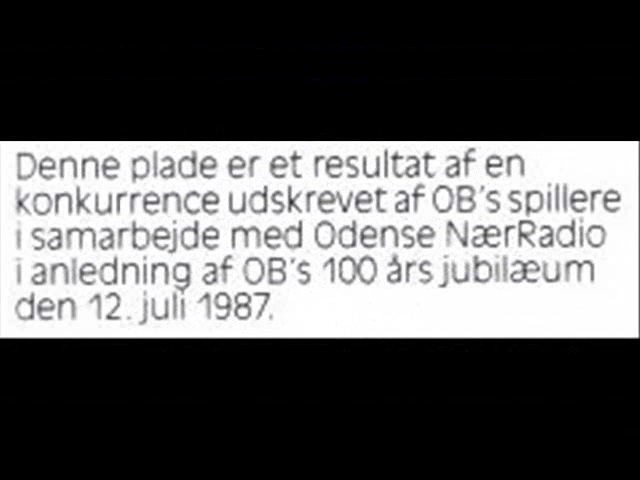 Denne plade er et resultat af en
konkurrence udskrevet af OB's spillere
i samarbejde med Odense NærRadio
i anledning af OB's 100 års jubilæum
den 12. juli 1987.